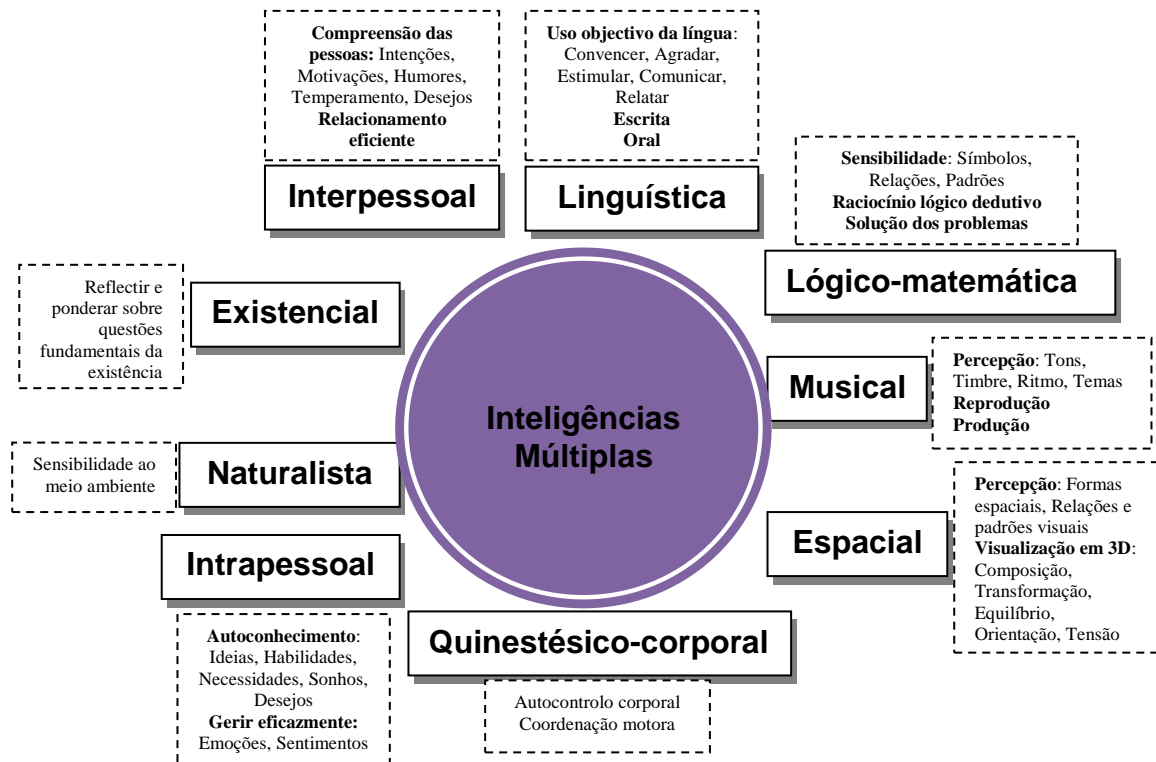 Compreensão das
pessoas: Intenções,
Motivações, Humores,
Temperamento, Desejos
Relacionamento
eficiente
Interpessoal
Uso objectivo da língua:
Convencer, Agradar,
Estimular, Comunicar,
Relatar
Escrita
Oral
Linguística
Sensibilidade: Símbolos,
Relações, Padrões
Raciocínio lógico dedutivo
Solução dos problemas
Lógico-matemática
Reflectir e
ponderar sobre
questões
fundamentais da
existência
Existencial
Percepção: Tons,
Timbre, Ritmo, Temas
Reprodução
Produção
Musical
Inteligências
Múltiplas
Sensibilidade ao
meio ambiente
Naturalista
Percepção: Formas
espaciais, Relações e
padrões visuais
Visualização em 3D:
Composição,
Transformação,
Equilíbrio,
Orientação, Tensão
Espacial
Intrapessoal
Autoconhecimento:
Ideias, Habilidades,
Necessidades, Sonhos,
Desejos
Gerir eficazmente:
Emoções, Sentimentos
Quinestésico-corporal
Autocontrolo corporal
Coordenação motora